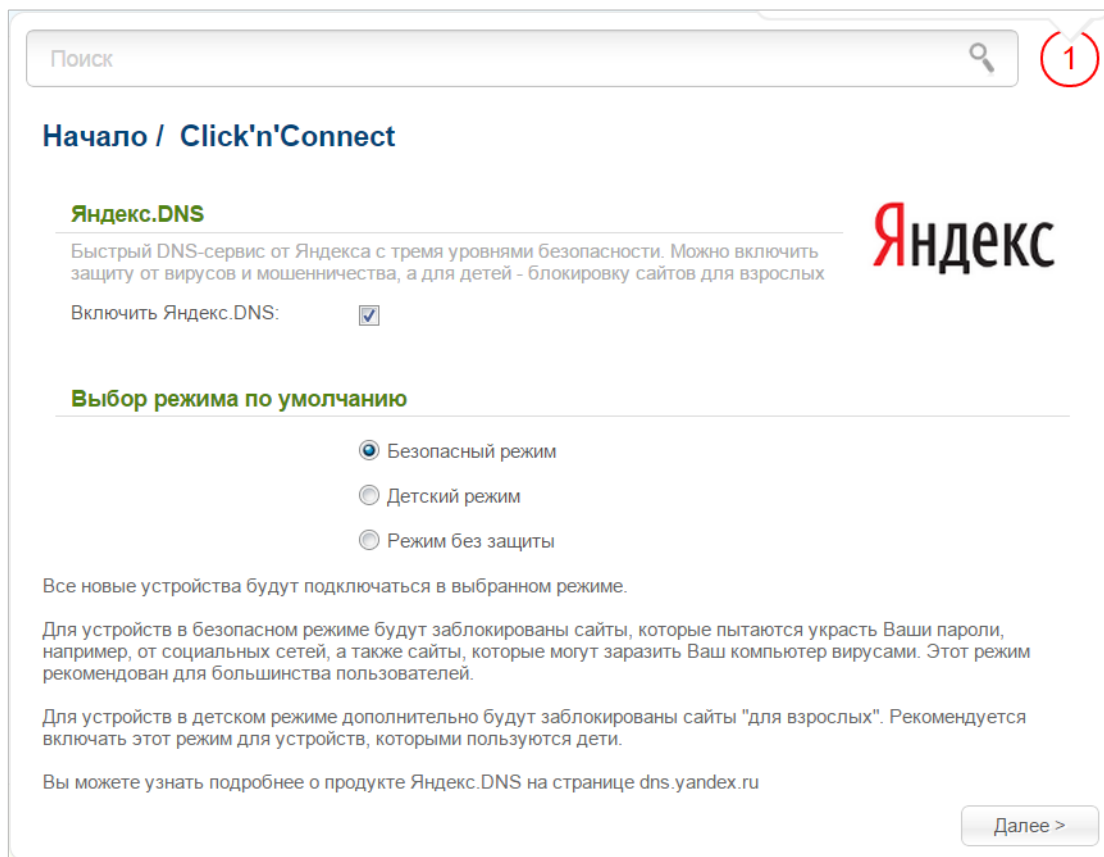 Поиск
1
Начало / Click'n'Connect
Яндекс.DNS
Быстрый DNS-сервис от Яндекса с тремя уровнями безопасности. Можно включить
защиту от вирусов и мошенничества, а для детей - блокировку сайтов для взрослых
Яндекс
Включить Яндекс.DNS:
Выбор режима по умолчанию
Безопасный режим
Детский режим
Режим без защиты
Все новые устройства будут подключаться в выбранном режиме.
Для устройств в безопасном режиме будут заблокированы сайты, которые пытаются украсть Ваши пароли,
например, от социальных сетей, а также сайты, которые могут заразить Ваш компьютер вирусами. Этот режим
рекомендован для большинства пользователей.
Для устройств в детском режиме дополнительно будут заблокированы сайты "для взрослых". Рекомендуется
включать этот режим для устройств, которыми пользуются дети.
Вы можете узнать подробнее о продукте Яндекс.DNS на странице dns.yandex.ru
Далее >